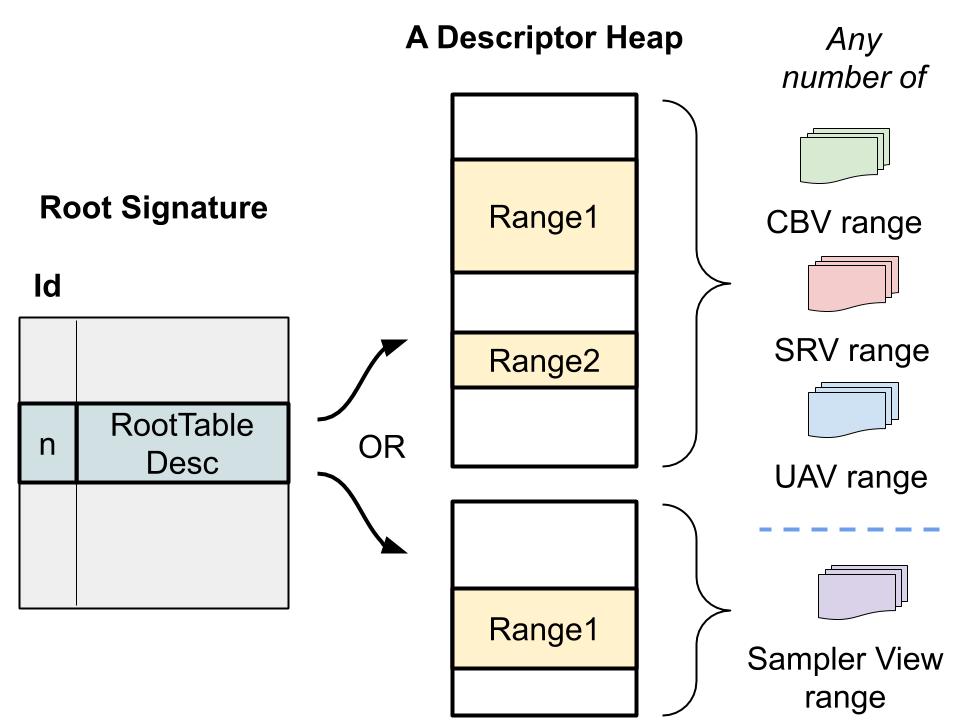 A Descriptor Heap
Any
number of
Root Signature
Id
n
RootTable
Desc
OR
Range1
Range2
Range1
CBV range
SRV range
UAV range
Sampler View
range